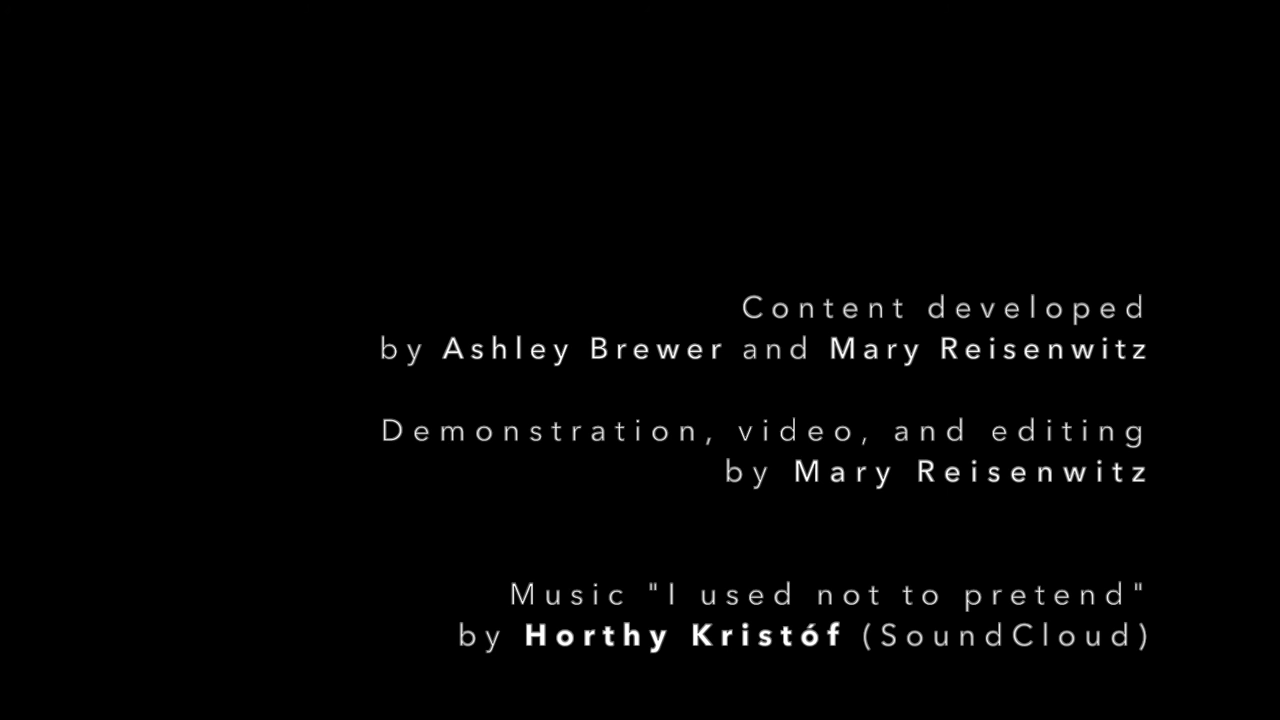 Content developed
by Ashley Brewer and Mary Reisenwitz
Demonstration, video, and editing
by Mary Reisenwitz
Music "I used not to pretend"
by Horthy Kristóf (SoundCloud)